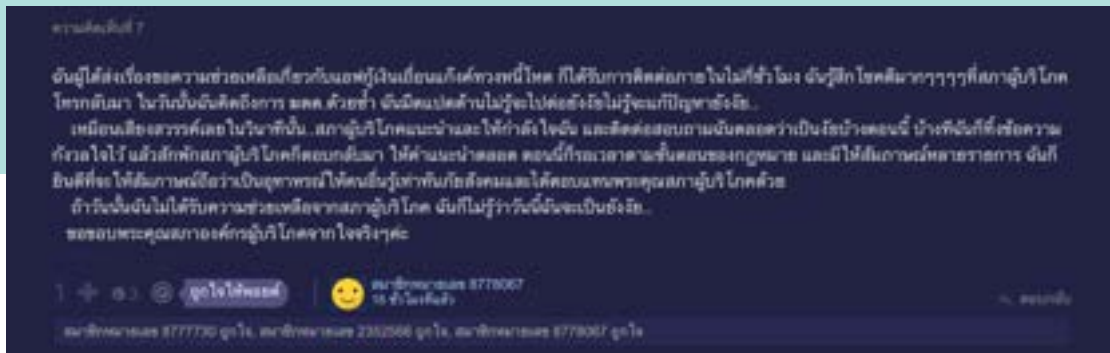 ความคิดเห็นที่ 7
ฉันผู้ได้ส่งเรื่องขอความช่วยเหลือเกี่ยวกับแอพกู้เงินเถื่อนแก๊งค์ทวงหนี้โหด ก็ได้รับการติดต่อภายในไม่กี่ชั่วโมง ฉันรู้สึกโชคดีมากๆๆๆๆที่สภาผู้บริโภค
โทรกลับมา ในวันนั้นฉันคิดถึงการ ฆตต.ด้วยซ้ำ ฉันมืดแปดด้านไม่รู้จะไปต่อยังงัยไม่รู้จะแก้ปัญหายังงัย..
เหมือนเสียงสวรรค์เลยในวินาทีนั้น..สภาผู้บริโภคแนะนำและให้กำลังใจฉัน และติดต่อสอบถามฉันตลอดว่าเป็นงัยบ้างตอนนี้ บ้างทีฉันก็ทิ้งข้อความ
กังวลใจไว้ แล้วสักพักสภาผู้บริโภคก็ตอบกลับมา ให้คำแนะนำตลอด ตอนนี้ก็รอเวลาตามขั้นตอนของกฎหมาย และมีให้สัมภาษณ์หลายรายการ ฉันก็
ยินดีที่จะให้สัมภาษณ์ถือว่าเป็นอุทาหรณ์ให้คนอื่นรู้เท่าทันภัยสังคมและได้ตอบแทนพระคุณสภาผู้บริโภคด้วย
ถ้าวันนั้นฉันไม่ได้รับความช่วยเหลือจากสภาผู้บริโภค ฉันก็ไม่รู้ว่าวันนี้ฉันจะเป็นยังงัย..
ขอขอบพระคุณสภาองค์กรผู้บริโภคจากใจจริงๆค่ะ
1 3 ถูกใจให้พอยต์
สมาชิกหมายเลข 8778067
15 ชั่วโมงที่แล้ว
ตอบกลับ
สมาชิกหมายเลข 8777730 ถูกใจ, สมาชิกหมายเลข 2352566 ถูกใจ, สมาชิกหมายเลข 8778067 ถูกใจ